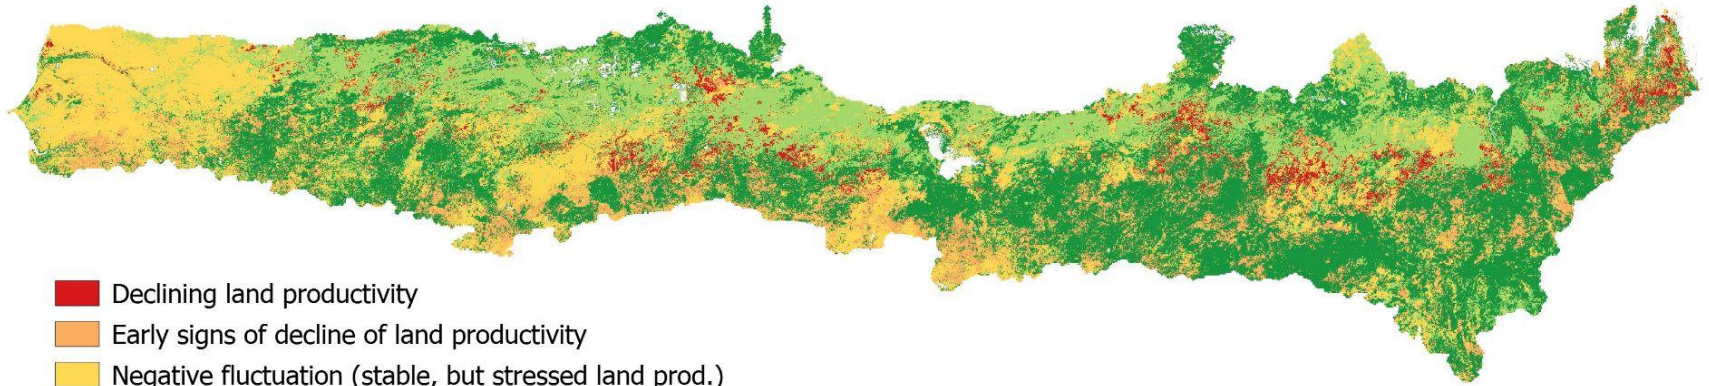 Declining land productivity
Early signs of decline of land productivity
Negative fluctuation (stable, but stressed land prod.)